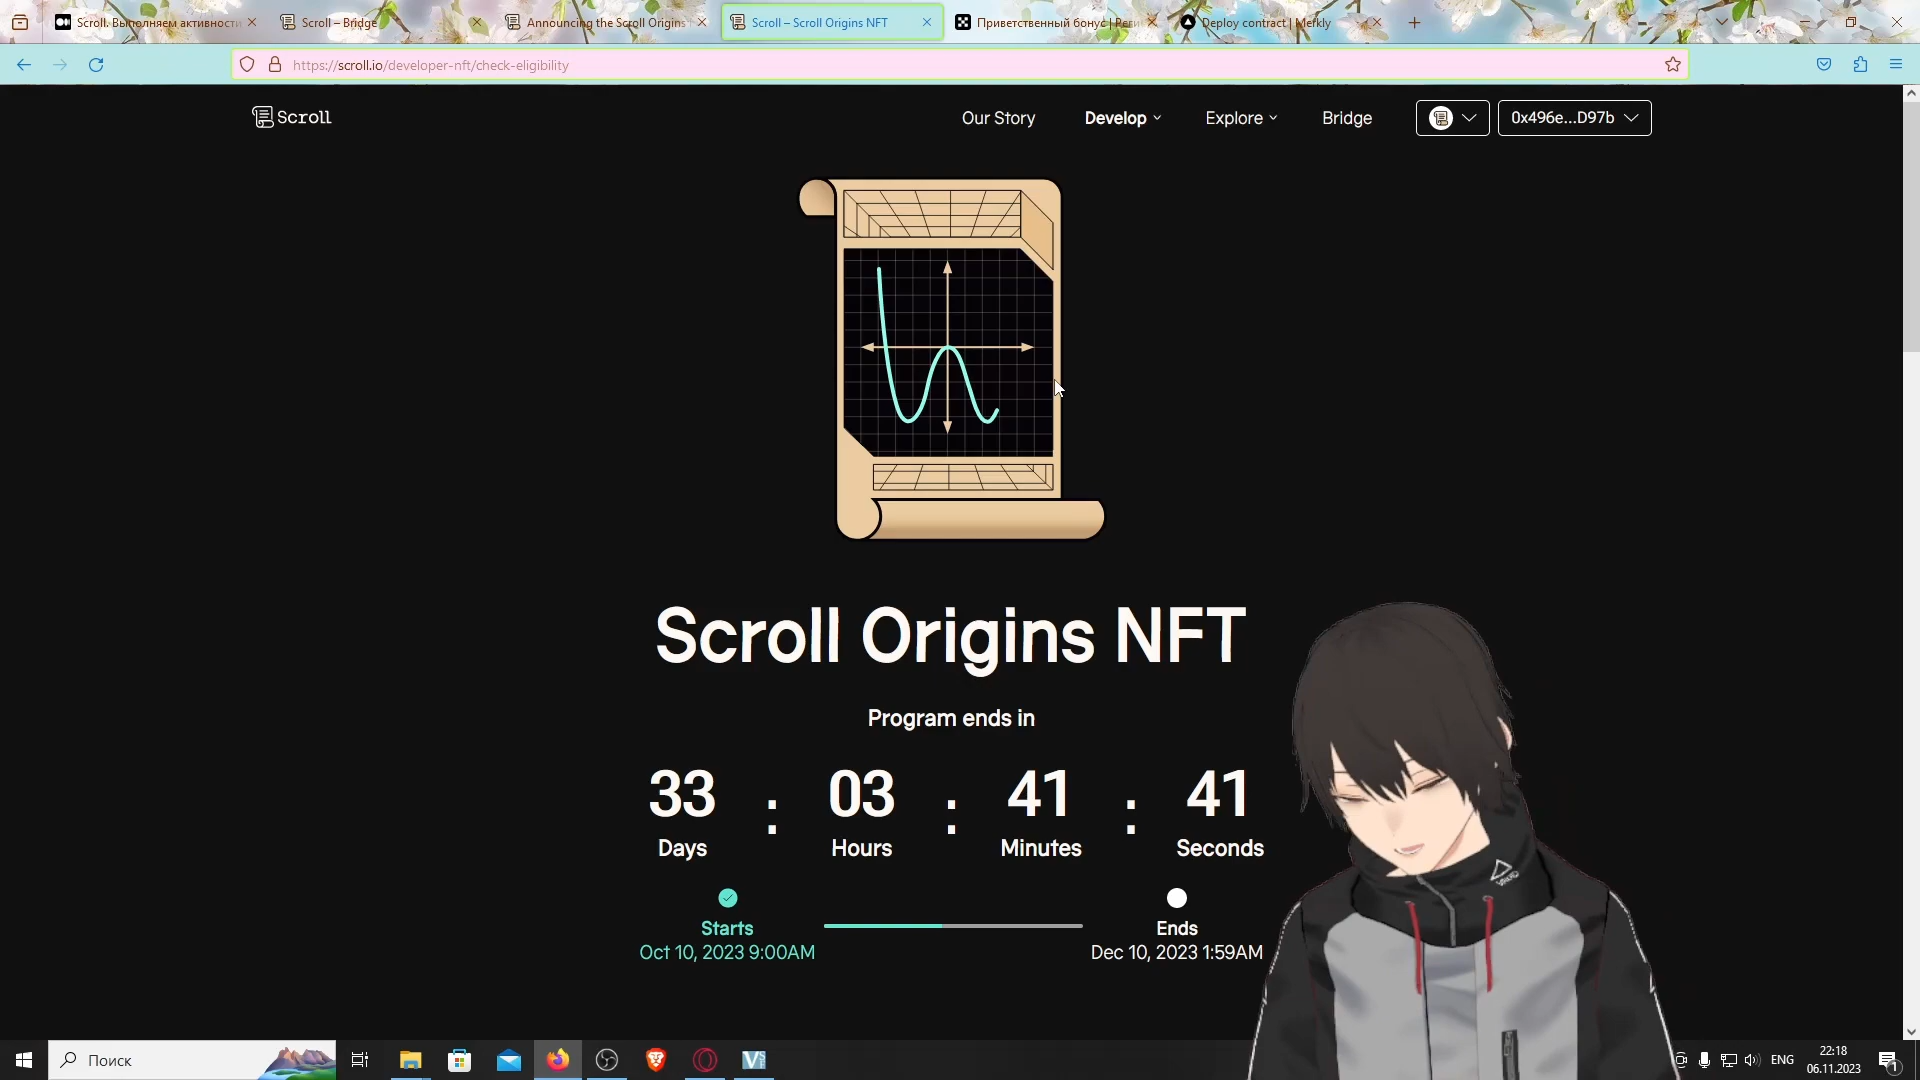 Scroll. Выполняем активности
Scroll – Bridge
Announcing the Scroll Origins
Scroll – Scroll Origins NFT
Приветственный бонус | Реги
Deploy contract | Merkly
https://scroll.io/developer-nft/check-eligibility
Scroll
Our Story
Develop
Explore
Bridge
0x496e...D97b
Scroll Origins NFT
Program ends in
33 : 03 : 41 : 41
Days Hours Minutes Seconds
Starts
Oct 10, 2023 9:00AM
Ends
Dec 10, 2023 1:59AM
Поиск
ENG
22:18
06.11.2023
1